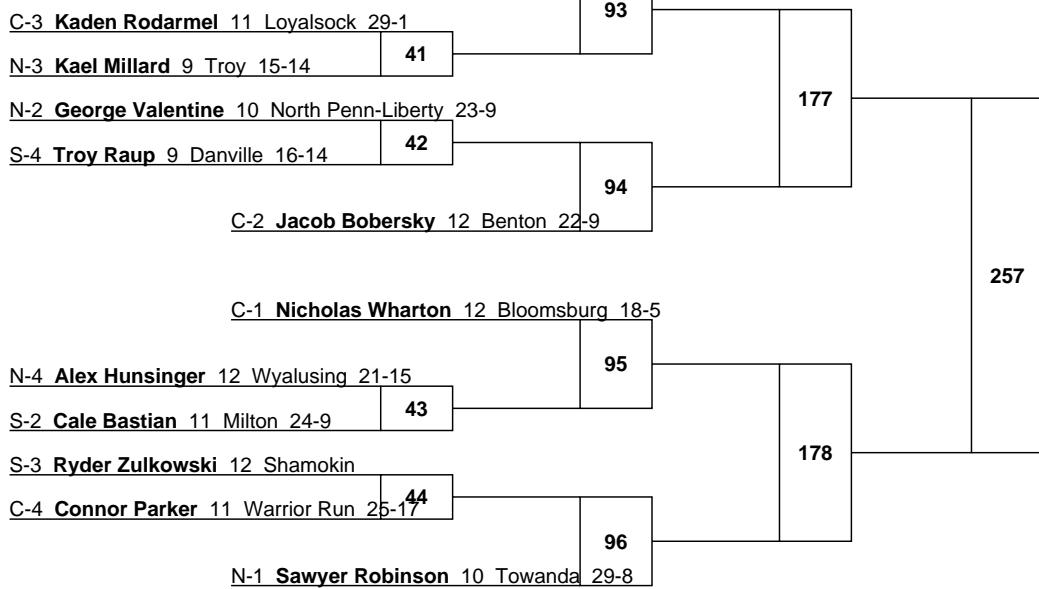 93
C-3 Kaden Rodarmel 11 Loyalsock 29-1
41
N-3 Kael Millard 9 Troy 15-14
177
N-2 George Valentine 10 North Penn-Liberty 23-9
42
S-4 Troy Raup 9 Danville 16-14
94
C-2 Jacob Bobersky 12 Benton 22-9
257
C-1 Nicholas Wharton 12 Bloomsburg 18-5
95
N-4 Alex Hunsinger 12 Wyalusing 21-15
43
S-2 Cale Bastian 11 Milton 24-9
178
S-3 Ryder Zulkowski 12 Shamokin
44
C-4 Connor Parker 11 Warrior Run 25-17
96
N-1 Sawyer Robinson 10 Towanda 29-8